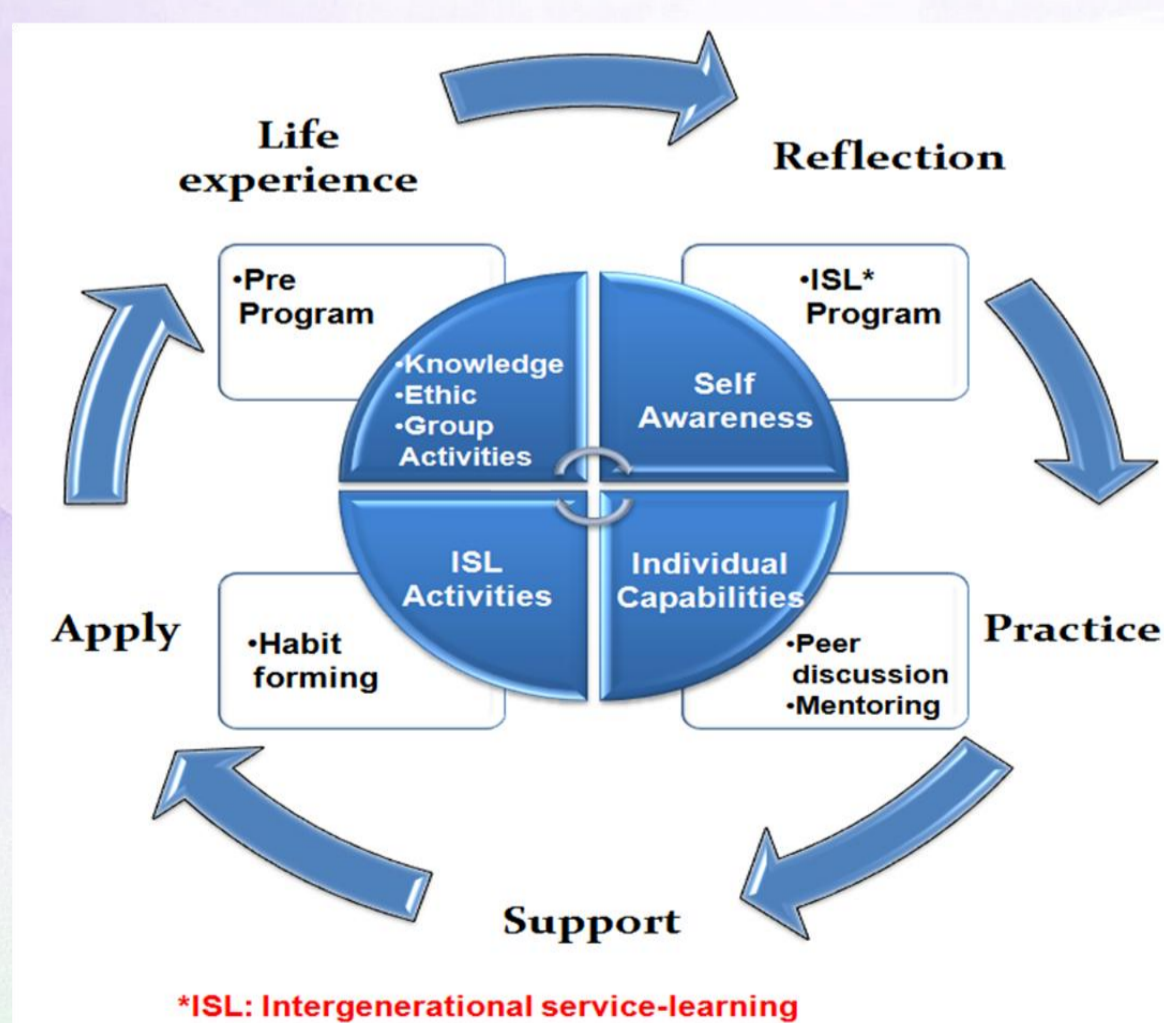 Life
experience
Reflection
•Pre
Program
•ISL*
Program
•Knowledge
•Ethic
•Group
Activities
Self
Awareness
ISL
Activities
Individual
Capabilities
Apply
•Habit
forming
•Peer
discussion
•Mentoring
Practice
Support
*ISL: Intergenerational service-learning